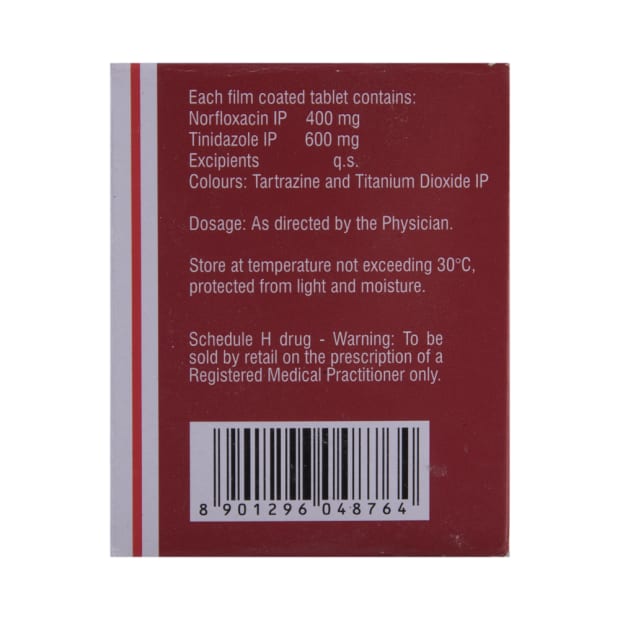 Each film coated tablet contains:
Norfloxacin IP 400 mg
Tinidazole IP 600 mg
Excipients q.s.
Colours: Tartrazine and Titanium Dioxide IP
Dosage: As directed by the Physician.
Store at temperature not exceeding 30°C,
protected from light and moisture.
Schedule H drug - Warning: To be
sold by retail on the prescription of a
Registered Medical Practitioner only.
8 901296 048764